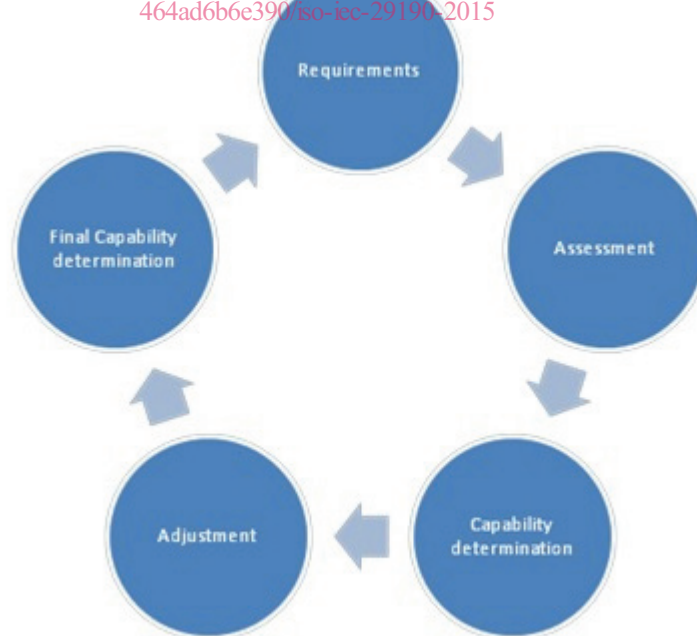 464ad6b6e390/iso-iec-29190-2015
Requirements
Assessment
Capability
determination
Adjustment
Final Capability
determination